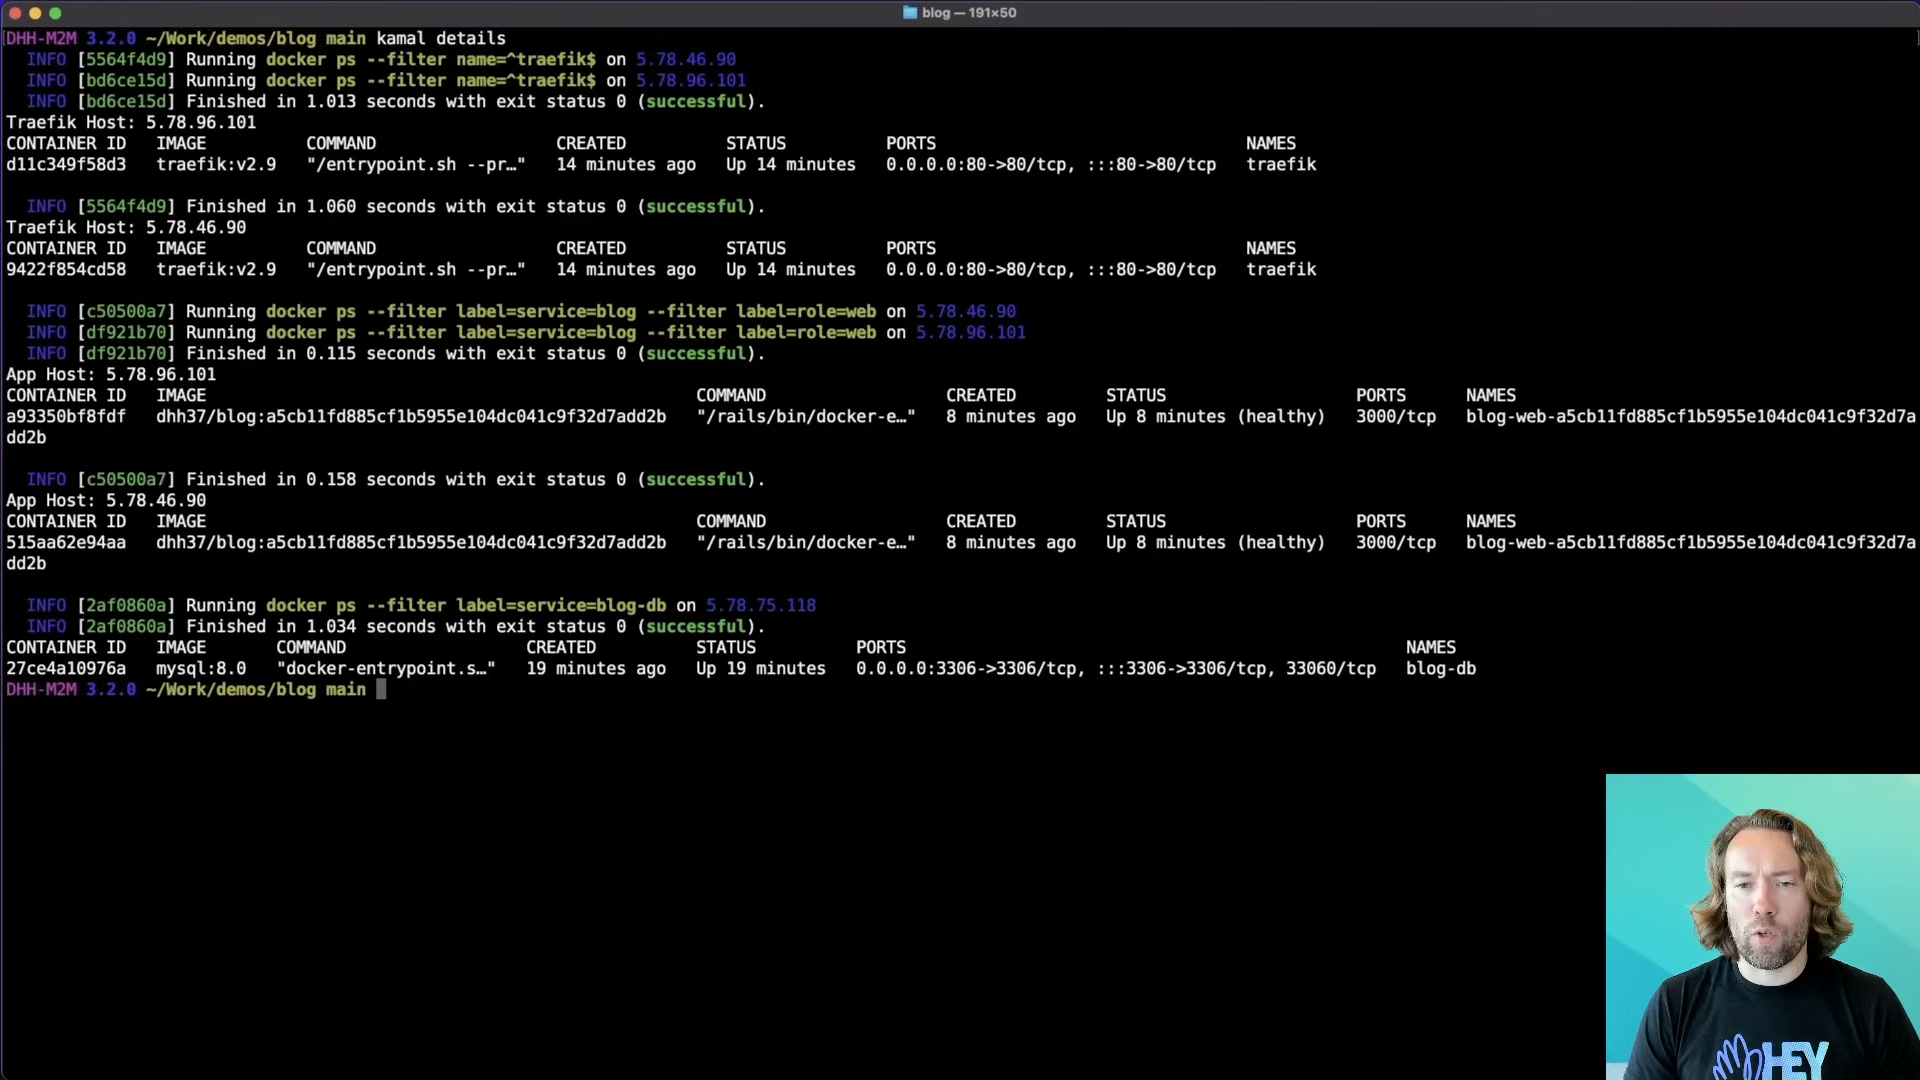 blog — 191×50
DHH-M2M 3.2.0 ~/Work/demos/blog main kamal details
INFO [5564f4d9] Running docker ps --filter name=^traefik$ on 5.78.46.90
INFO [bd6ce15d] Running docker ps --filter name=^traefik$ on 5.78.96.101
INFO [bd6ce15d] Finished in 1.013 seconds with exit status 0 (successful).
Traefik Host: 5.78.96.101
CONTAINER ID IMAGE COMMAND CREATED STATUS PORTS NAMES
d11c349f58d3 traefik:v2.9 "/entrypoint.sh --pr…" 14 minutes ago Up 14 minutes 0.0.0.0:80->80/tcp, :::80->80/tcp traefik
INFO [5564f4d9] Finished in 1.060 seconds with exit status 0 (successful).
Traefik Host: 5.78.46.90
CONTAINER ID IMAGE COMMAND CREATED STATUS PORTS NAMES
9422f854cd58 traefik:v2.9 "/entrypoint.sh --pr…" 14 minutes ago Up 14 minutes 0.0.0.0:80->80/tcp, :::80->80/tcp traefik
INFO [c50500a7] Running docker ps --filter label=service=blog --filter label=role=web on 5.78.46.90
INFO [df921b70] Running docker ps --filter label=service=blog --filter label=role=web on 5.78.96.101
INFO [df921b70] Finished in 0.115 seconds with exit status 0 (successful).
App Host: 5.78.96.101
CONTAINER ID IMAGE COMMAND CREATED STATUS PORTS NAMES
a93350bf8fdf dhh37/blog:a5cb11fd885cf1b5955e104dc041c9f32d7add2b "/rails/bin/docker-e…" 8 minutes ago Up 8 minutes (healthy) 3000/tcp blog-web-a5cb11fd885cf1b5955e104dc041c9f32d7a
dd2b
INFO [c50500a7] Finished in 0.158 seconds with exit status 0 (successful).
App Host: 5.78.46.90
CONTAINER ID IMAGE COMMAND CREATED STATUS PORTS NAMES
515aa62e94aa dhh37/blog:a5cb11fd885cf1b5955e104dc041c9f32d7add2b "/rails/bin/docker-e…" 8 minutes ago Up 8 minutes (healthy) 3000/tcp blog-web-a5cb11fd885cf1b5955e104dc041c9f32d7a
dd2b
INFO [2af0860a] Running docker ps --filter label=service=blog-db on 5.78.75.118
INFO [2af0860a] Finished in 1.034 seconds with exit status 0 (successful).
CONTAINER ID IMAGE COMMAND CREATED STATUS PORTS NAMES
27ce4a10976a mysql:8.0 "docker-entrypoint.s…" 19 minutes ago Up 19 minutes 0.0.0.0:3306->3306/tcp, :::3306->3306/tcp, 33060/tcp blog-db
DHH-M2M 3.2.0 ~/Work/demos/blog main
HEY